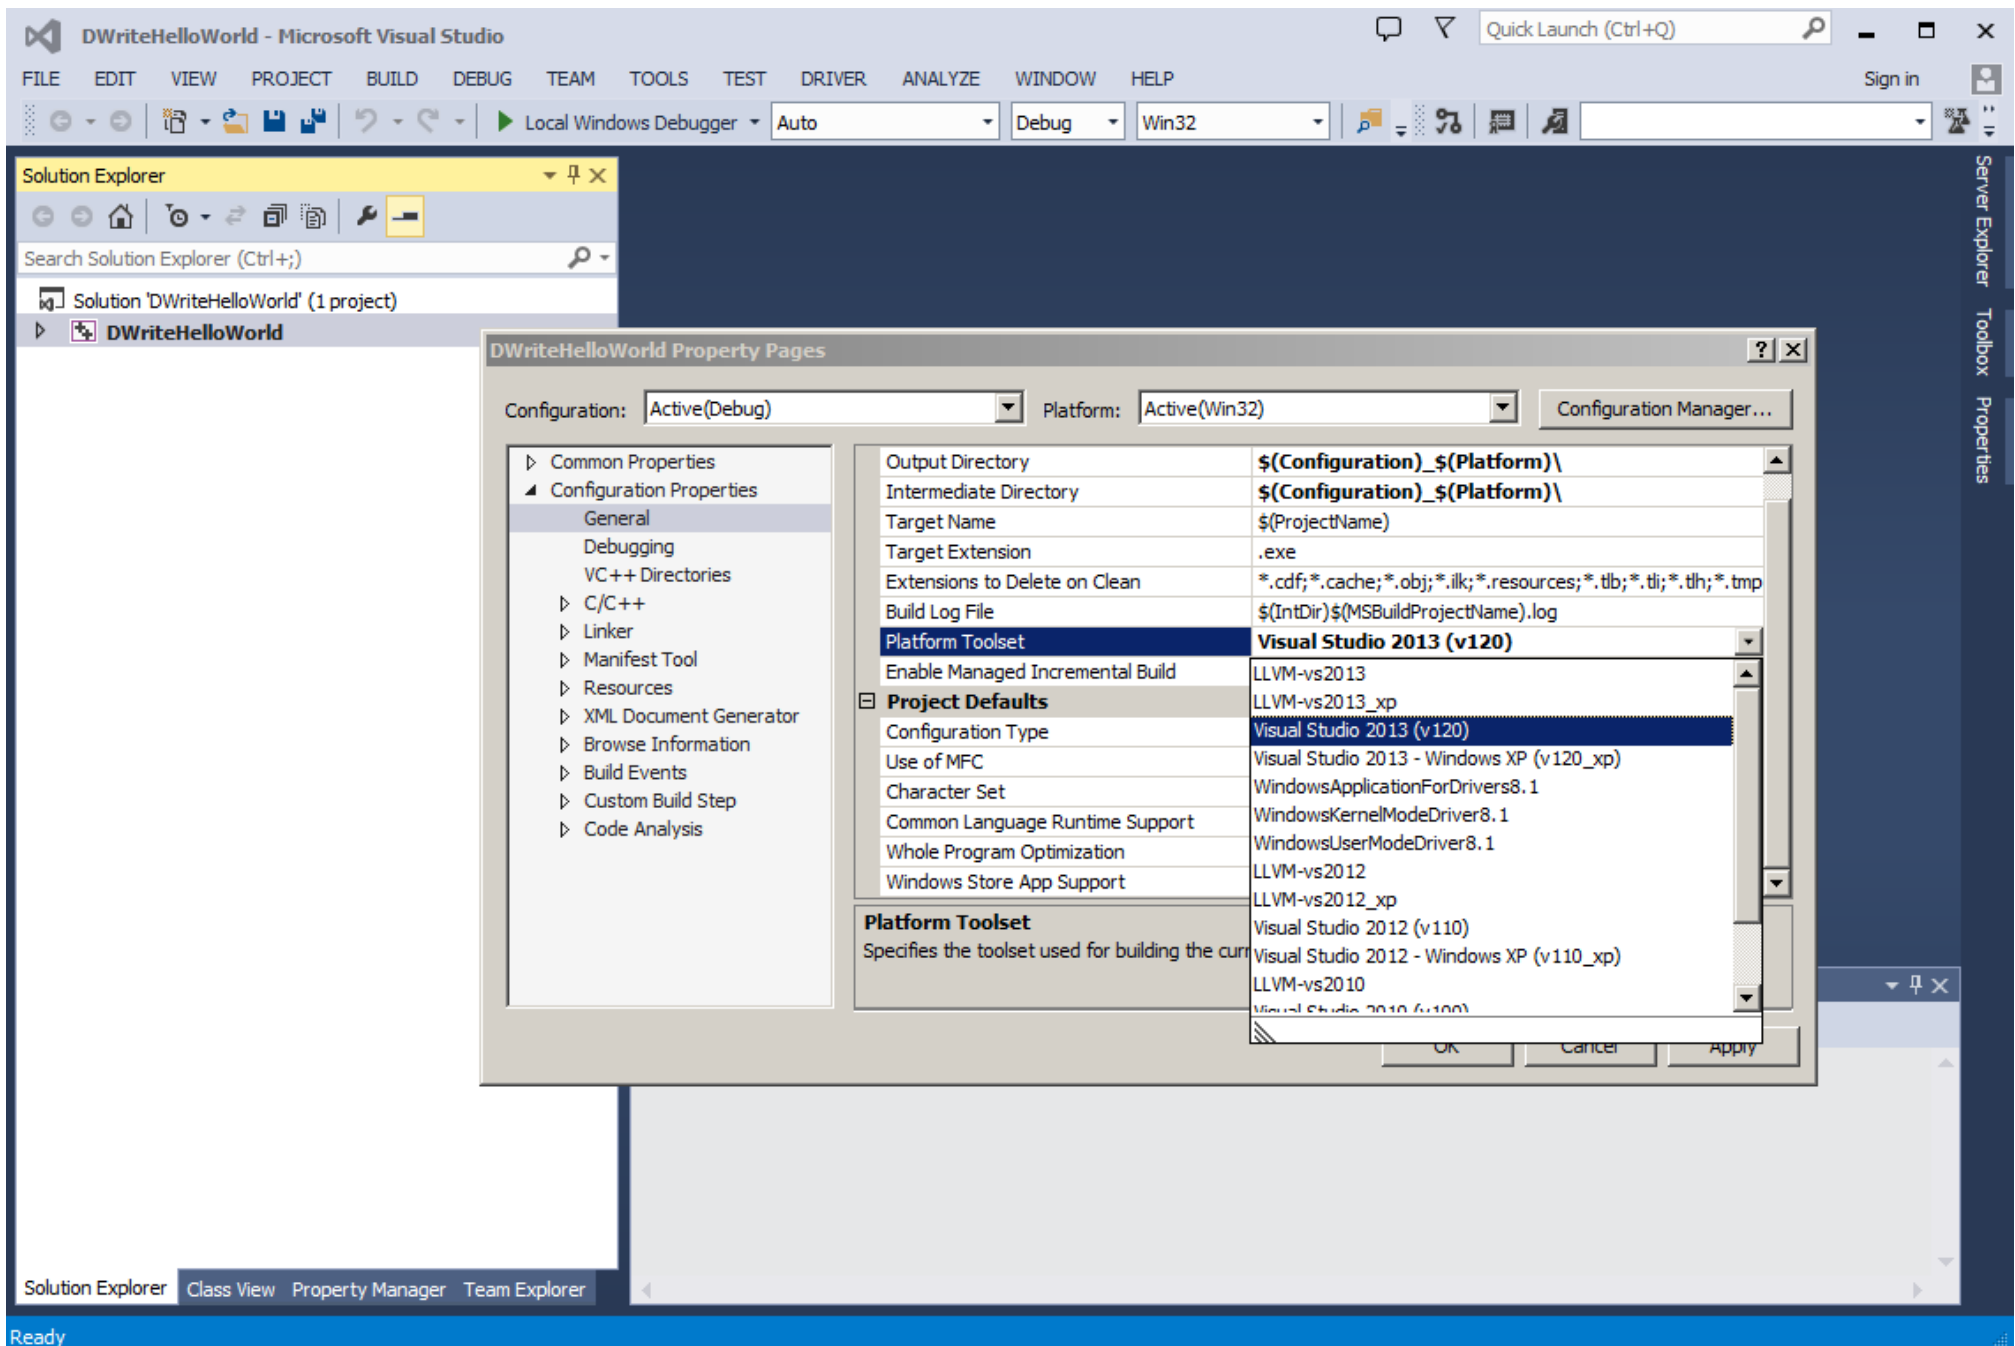 DWriteHelloWorld - Microsoft Visual Studio
Quick Launch (Ctrl+Q)
FILE EDIT VIEW PROJECT BUILD DEBUG TEAM TOOLS TEST DRIVER ANALYZE WINDOW HELP
Sign in
Local Windows Debugger Auto Debug Win32
Solution Explorer
Search Solution Explorer (Ctrl+;)
Solution 'DWriteHelloWorld' (1 project)
DWriteHelloWorld
Server Explorer
Toolbox
Properties
DWriteHelloWorld Property Pages
Configuration: Active(Debug) Platform: Active(Win32) Configuration Manager...
Common Properties
Configuration Properties
General
Debugging
VC++ Directories
C/C++
Linker
Manifest Tool
Resources
XML Document Generator
Browse Information
Build Events
Custom Build Step
Code Analysis
Output Directory $(Configuration)_$(Platform)\
Intermediate Directory $(Configuration)_$(Platform)\
Target Name $(ProjectName)
Target Extension .exe
Extensions to Delete on Clean *.cdf;*.cache;*.obj;*.ilk;*.resources;*.tlb;*.tli;*.tlh;*.tmp
Build Log File $(IntDir)$(MSBuildProjectName).log
Platform Toolset Visual Studio 2013 (v120)
Enable Managed Incremental Build
Project Defaults
Configuration Type
Use of MFC
Character Set
Common Language Runtime Support
Whole Program Optimization
Windows Store App Support
LLVM-vs2013
LLVM-vs2013_xp
Visual Studio 2013 (v120)
Visual Studio 2013 - Windows XP (v120_xp)
WindowsApplicationForDrivers8.1
WindowsKernelModeDriver8.1
WindowsUserModeDriver8.1
LLVM-vs2012
LLVM-vs2012_xp
Visual Studio 2012 (v110)
Visual Studio 2012 - Windows XP (v110_xp)
LLVM-vs2010
Visual Studio 2010 (v100)
Platform Toolset
Specifies the toolset used for building the curr
OK Cancel Apply
Solution Explorer Class View Property Manager Team Explorer
Ready